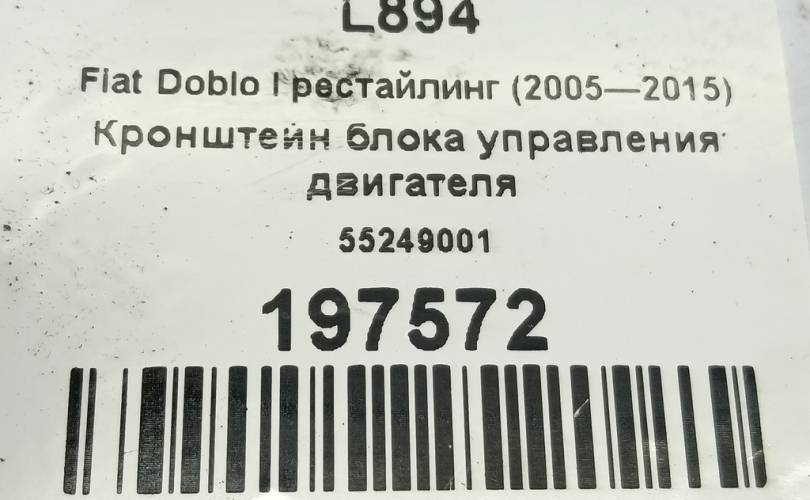 L894
Fiat Doblo I рестайлинг (2005—2015)
Кронштейн блока управления
двигателя
55249001
197572